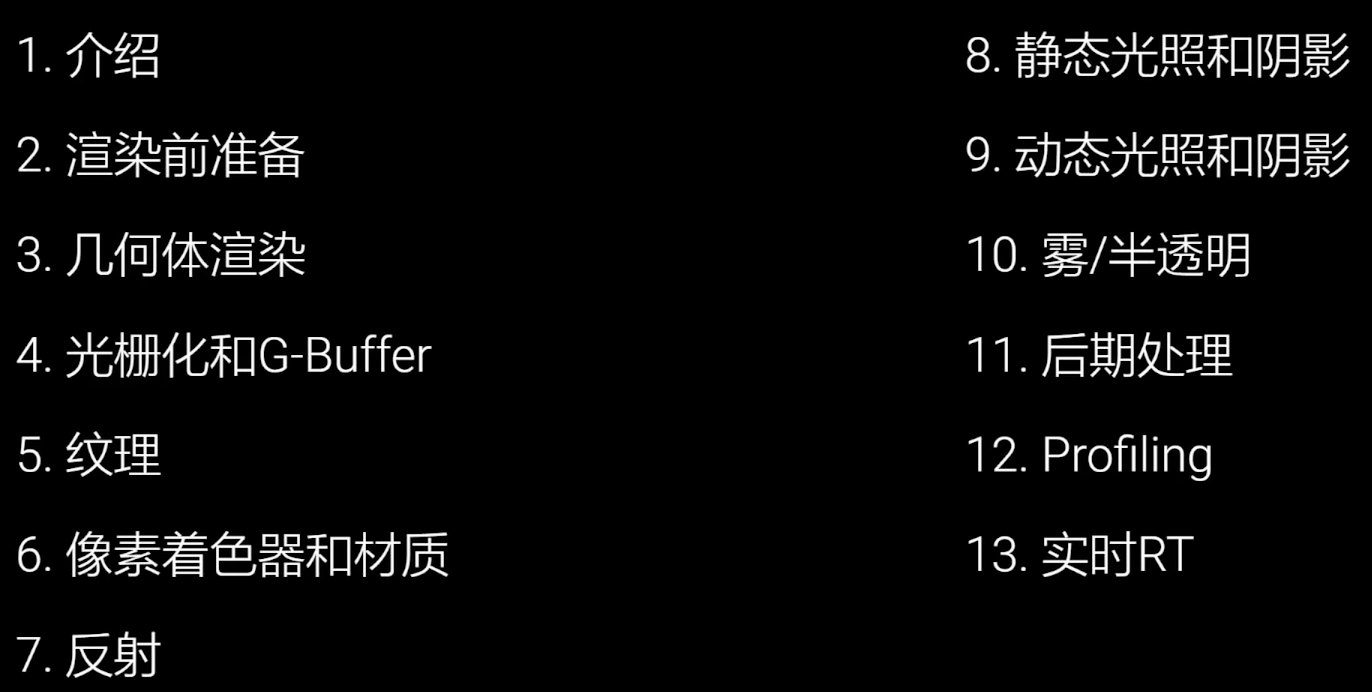 1. 介绍
2. 渲染前准备
3. 几何体渲染
4. 光栅化和G-Buffer
5. 纹理
6. 像素着色器和材质
7. 反射
8. 静态光照和阴影
9. 动态光照和阴影
10. 雾/半透明
11. 后期处理
12. Profiling
13. 实时RT